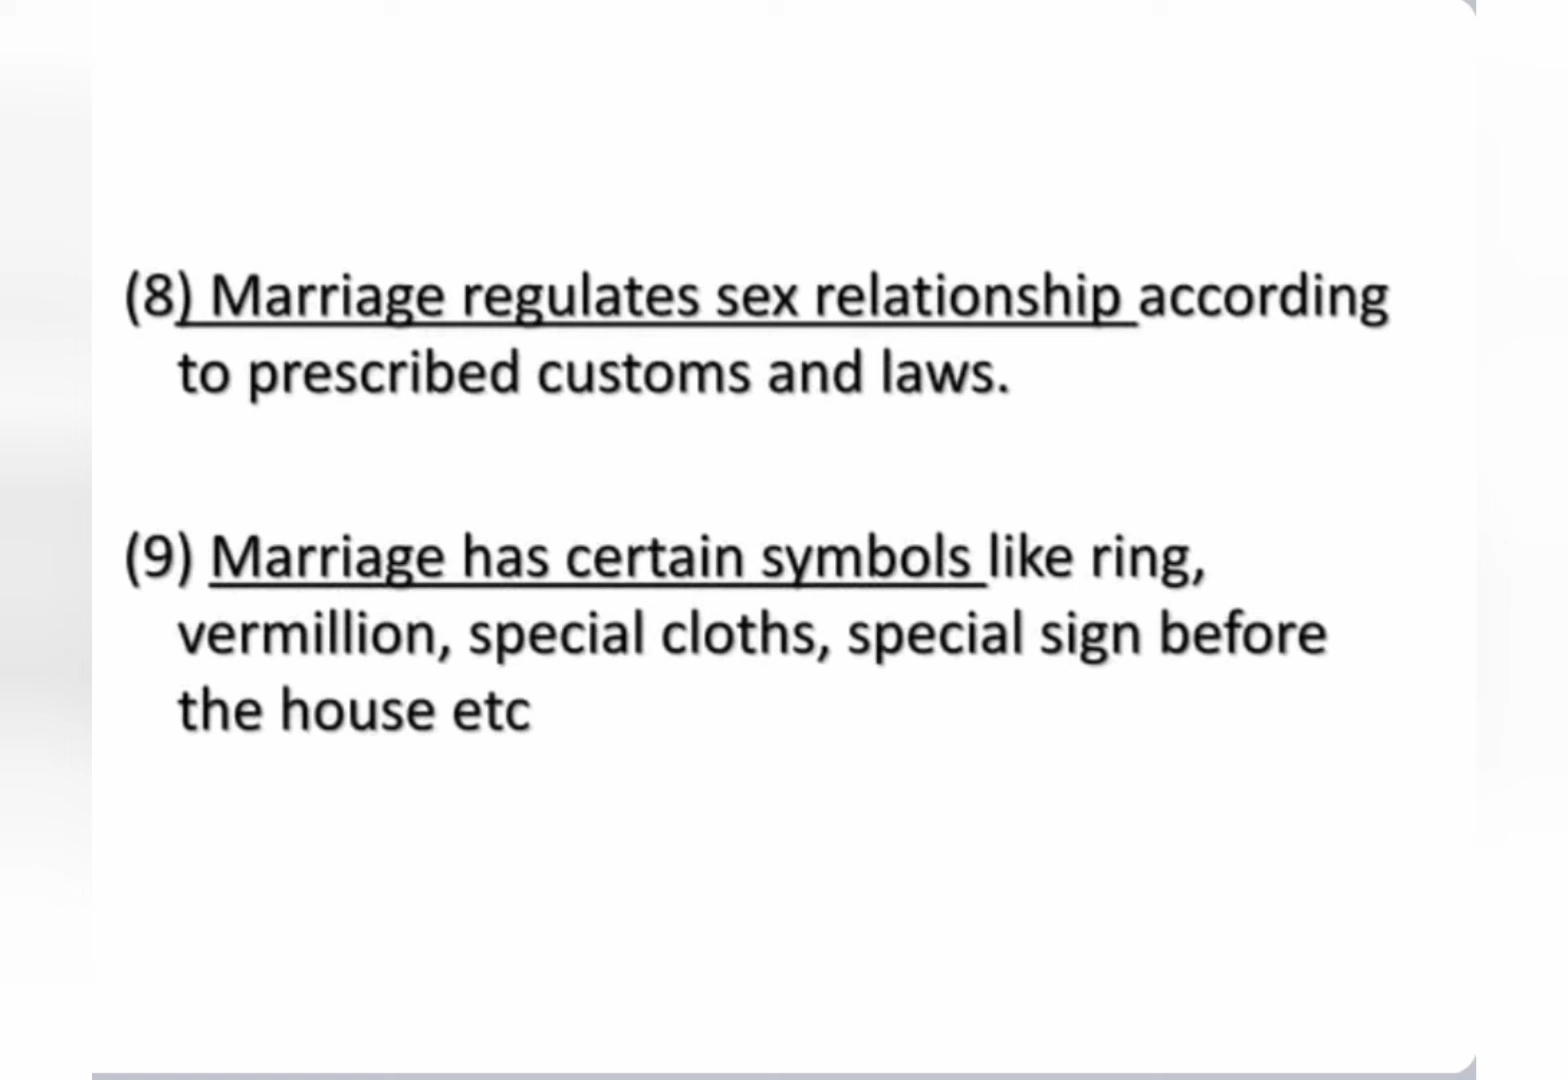 (8) Marriage regulates sex relationship according
to prescribed customs and laws.
(9) Marriage has certain symbols like ring,
vermillion, special cloths, special sign before
the house etc